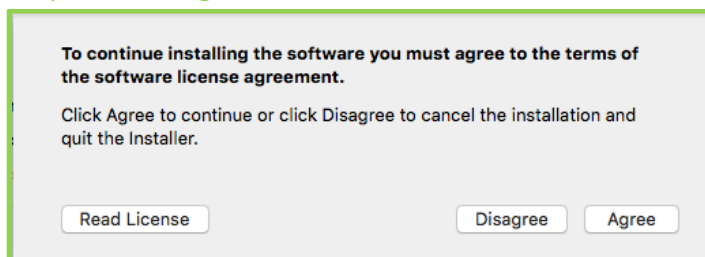 To continue installing the software you must agree to the terms of
the software license agreement.
Click Agree to continue or click Disagree to cancel the installation and
quit the Installer.
Read License
Disagree
Agree